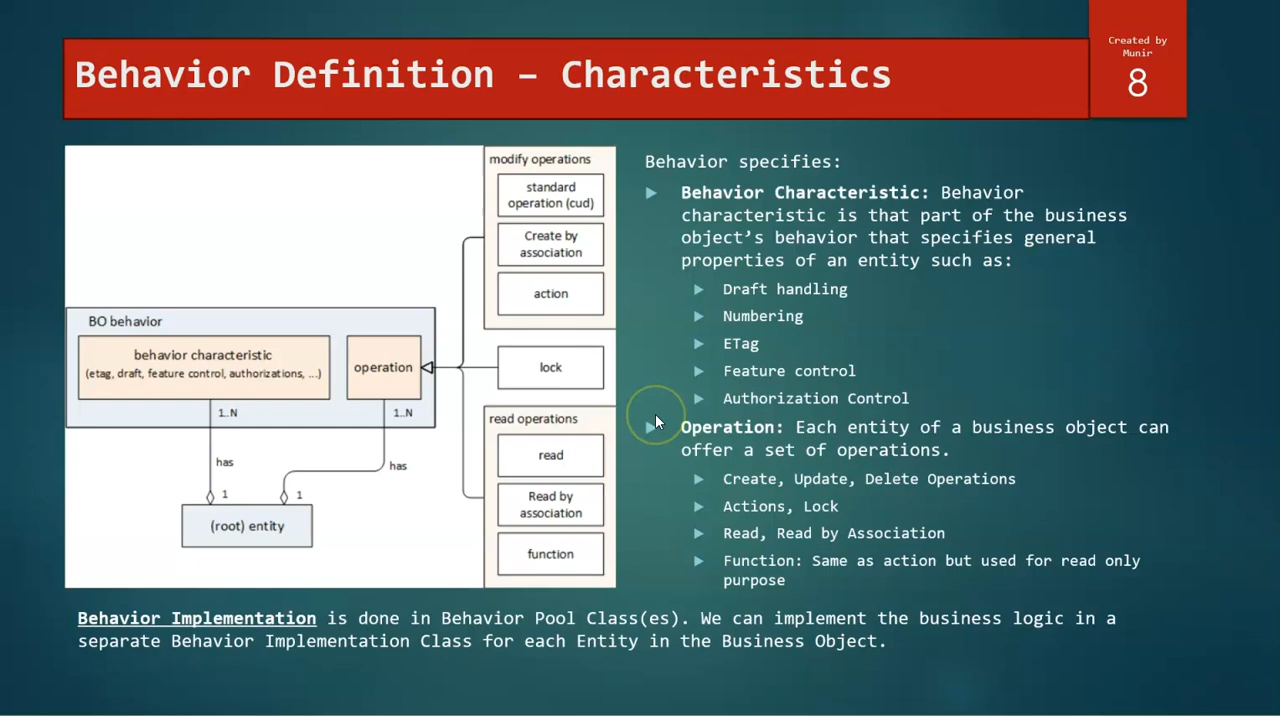 Behavior Definition – Characteristics
Created by
Munir
8
modify operations
standard
operation (cud)
Create by
association
action
BO behavior
behavior characteristic
(etag, draft, feature control, authorizations, ...)
operation
lock
1..N
1..N
read operations
read
has
has
Read by
association
1
1
(root) entity
function
Behavior specifies:
Behavior Characteristic: Behavior
characteristic is that part of the business
object's behavior that specifies general
properties of an entity such as:
Draft handling
Numbering
ETag
Feature control
Authorization Control
Operation: Each entity of a business object can
offer a set of operations.
Create, Update, Delete Operations
Actions, Lock
Read, Read by Association
Function: Same as action but used for read only
purpose
Behavior Implementation is done in Behavior Pool Class(es). We can implement the business logic in a
separate Behavior Implementation Class for each Entity in the Business Object.